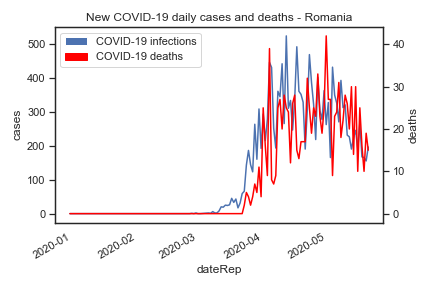 New COVID-19 daily cases and deaths - Romania
COVID-19 infections
COVID-19 deaths
500
400
300
200
100
0
cases
40
30
20
10
0
deaths
2020-01
2020-02
2020-03
2020-04
2020-05
dateRep